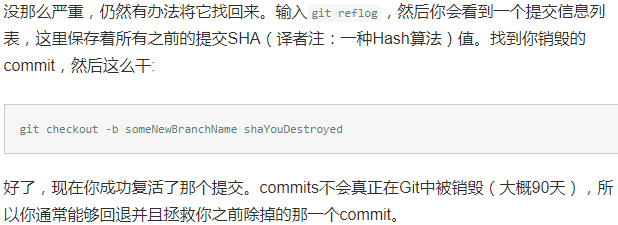 没那么严重，仍然有办法将它找回来。输入 git reflog ，然后你会看到一个提交信息列
表，这里保存着所有之前的提交SHA（译者注：一种Hash算法）值。找到你销毁的
commit，然后这么干:
git checkout -b someNewBranchName shaYouDestroyed
好了，现在你成功复活了那个提交。commits不会真正在Git中被销毁（大概90天），所
以你通常能够回退并且拯救你之前除掉的那一个commit。